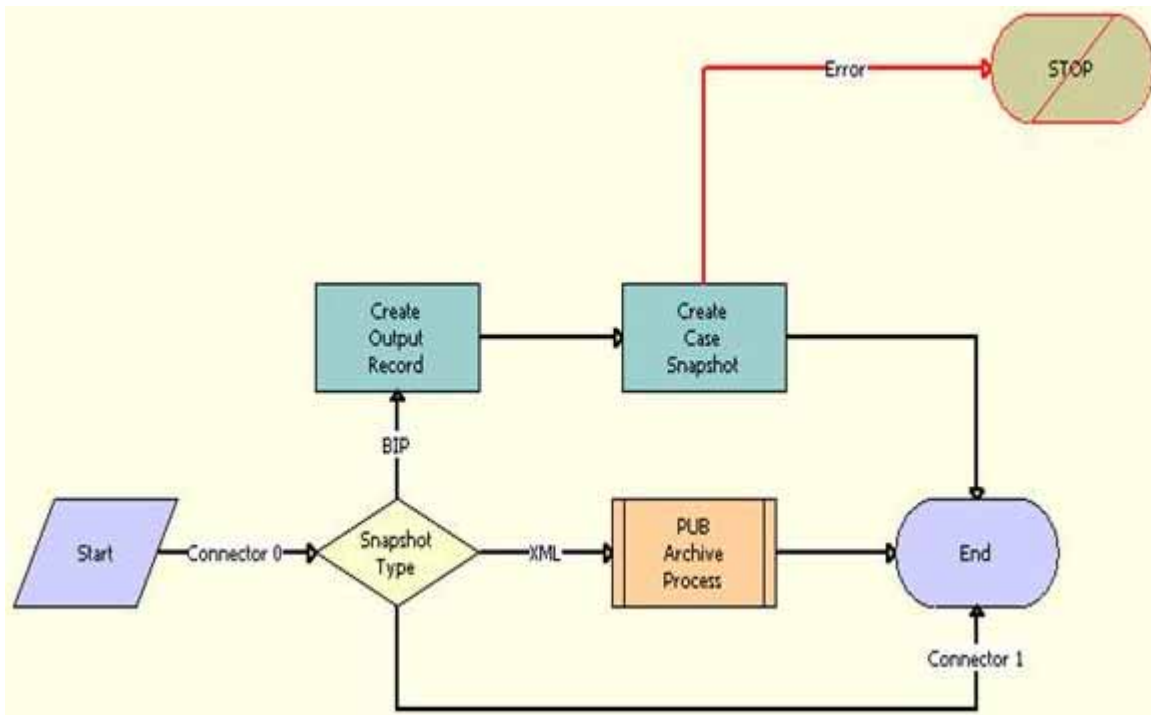 Error
STOP
Create
Output
Record
Create
Case
Snapshot
BIP
Start
Connector 0
Snapshot
Type
XML
PUB
Archive
Process
End
Connector 1